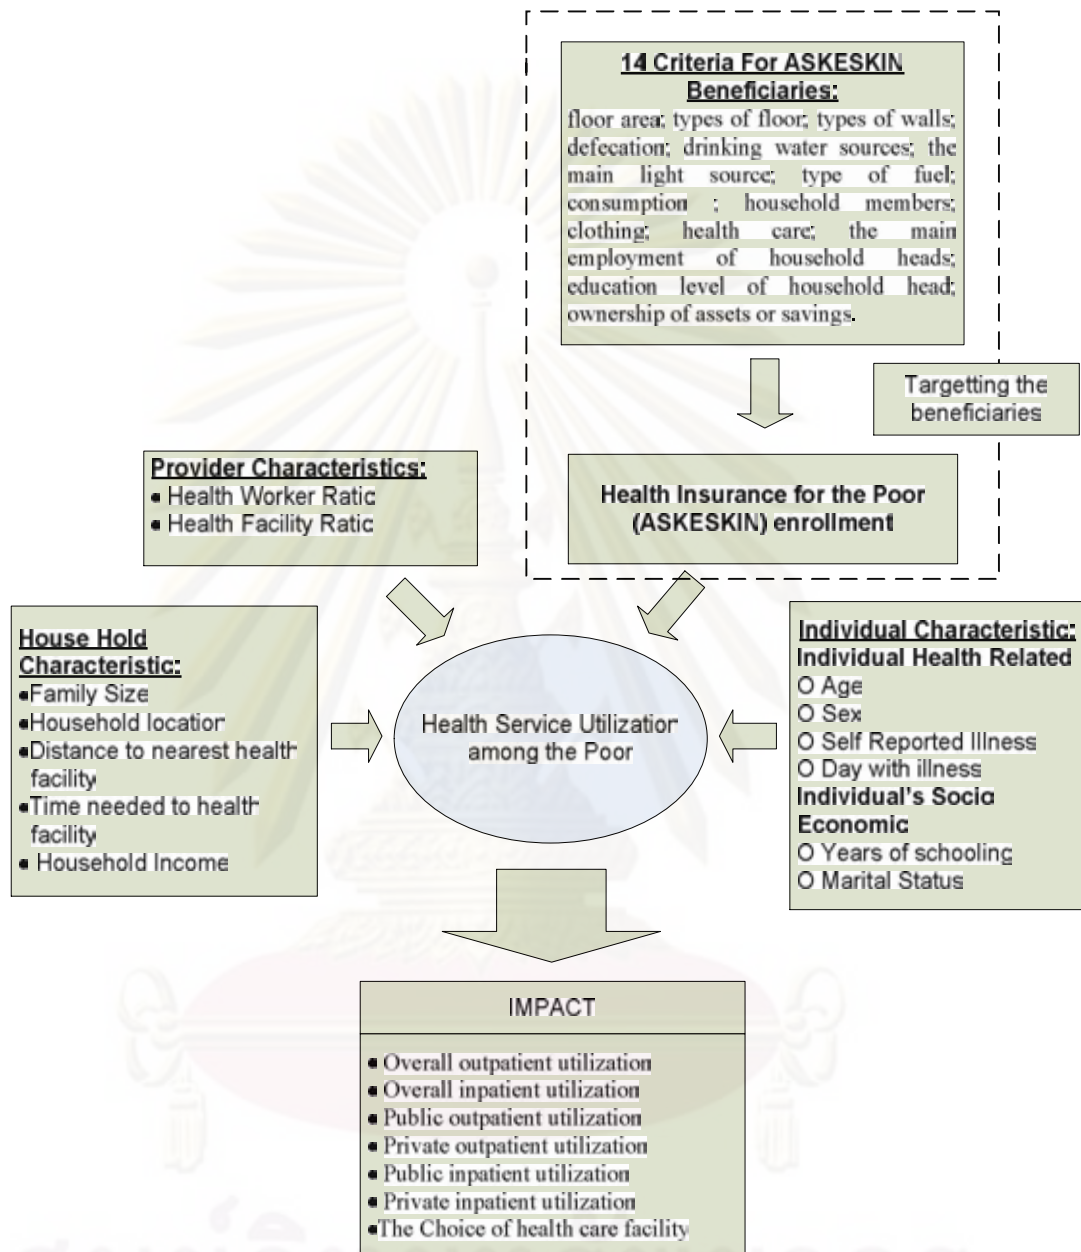 14 Criteria For ASKESKIN
Beneficiaries:
floor area; types of floor; types of walls;
defecation; drinking water sources; the
main light source; type of fuel;
consumption ; household members;
clothing; health care; the main
employment of household heads;
education level of household head;
ownership of assets or savings.
Targetting the
beneficiaries
Provider Characteristics:
• Health Worker Ratio
• Health Facility Ratio
Health Insurance for the Poor
(ASKESKIN) enrollment
House Hold
Characteristic:
•Family Size
•Household location
•Distance to nearest health
facility
•Time needed to health
facility
• Household Income
Health Service Utilization
among the Poor
Individual Characteristic:
Individual Health Related
O Age
O Sex
O Self Reported Illness
O Day with illness
Individual's Socio
Economic
O Years of schooling
O Marital Status
IMPACT
• Overall outpatient utilization
• Overall inpatient utilization
• Public outpatient utilization
• Private outpatient utilization
• Public inpatient utilization
• Private inpatient utilization
•The Choice of health care facility